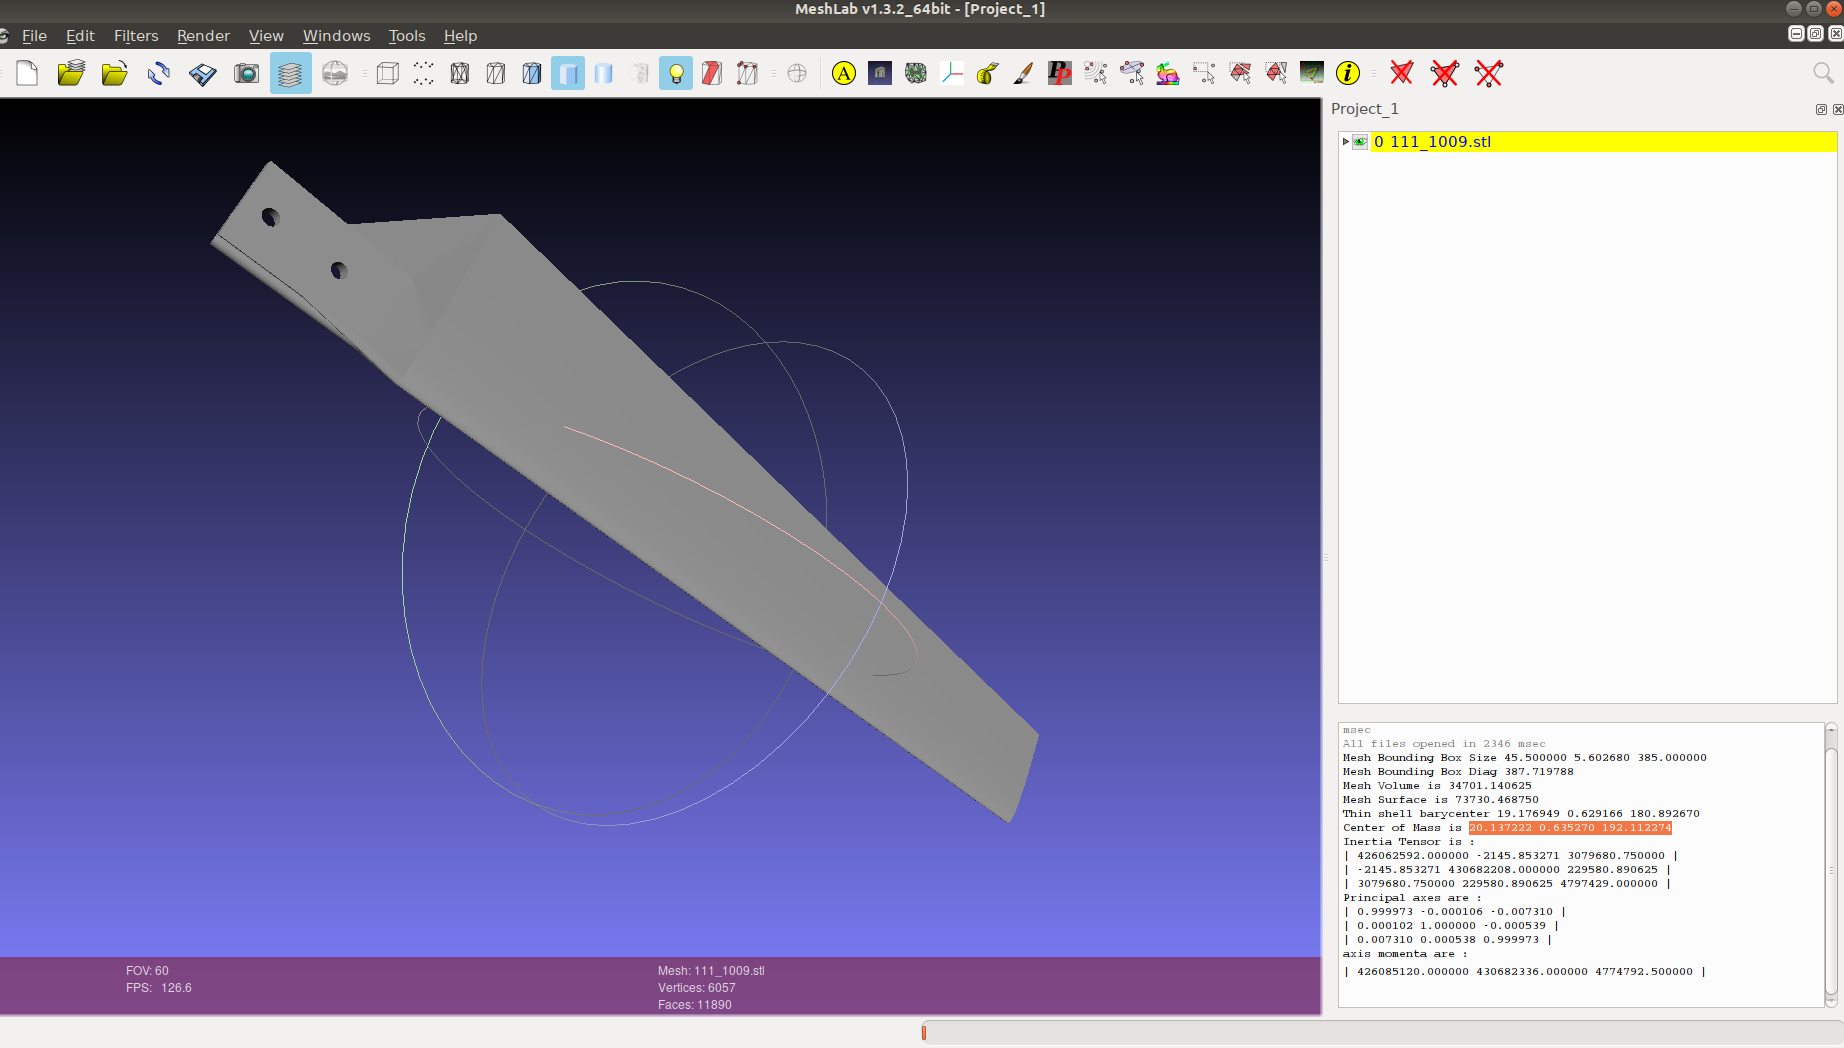 MeshLab v1.3.2_64bit - [Project_1]
File Edit Filters Render View Windows Tools Help
A
PP
i
Project_1
0 111_1009.stl
msec
All files opened in 2346 msec
Mesh Bounding Box Size 45.500000 5.602680 385.000000
Mesh Bounding Box Diag 387.719788
Mesh Volume is 34701.140625
Mesh Surface is 73730.468750
Thin shell barycenter 19.176949 0.629166 180.892670
Center of Mass is 20.137222 0.635270 192.112274
Inertia Tensor is :
| 426062592.000000 -2145.853271 3079680.750000 |
| -2145.853271 430682208.000000 229580.890625 |
| 3079680.750000 229580.890625 4797429.000000 |
Principal axes are :
| 0.999973 -0.000106 -0.007310 |
| 0.000102 1.000000 -0.000539 |
| 0.007310 0.000538 0.999973 |
axis momenta are :
| 426085120.000000 430682336.000000 4774792.500000 |
FOV: 60
FPS: 126.6
Mesh: 111_1009.stl
Vertices: 6057
Faces: 11890